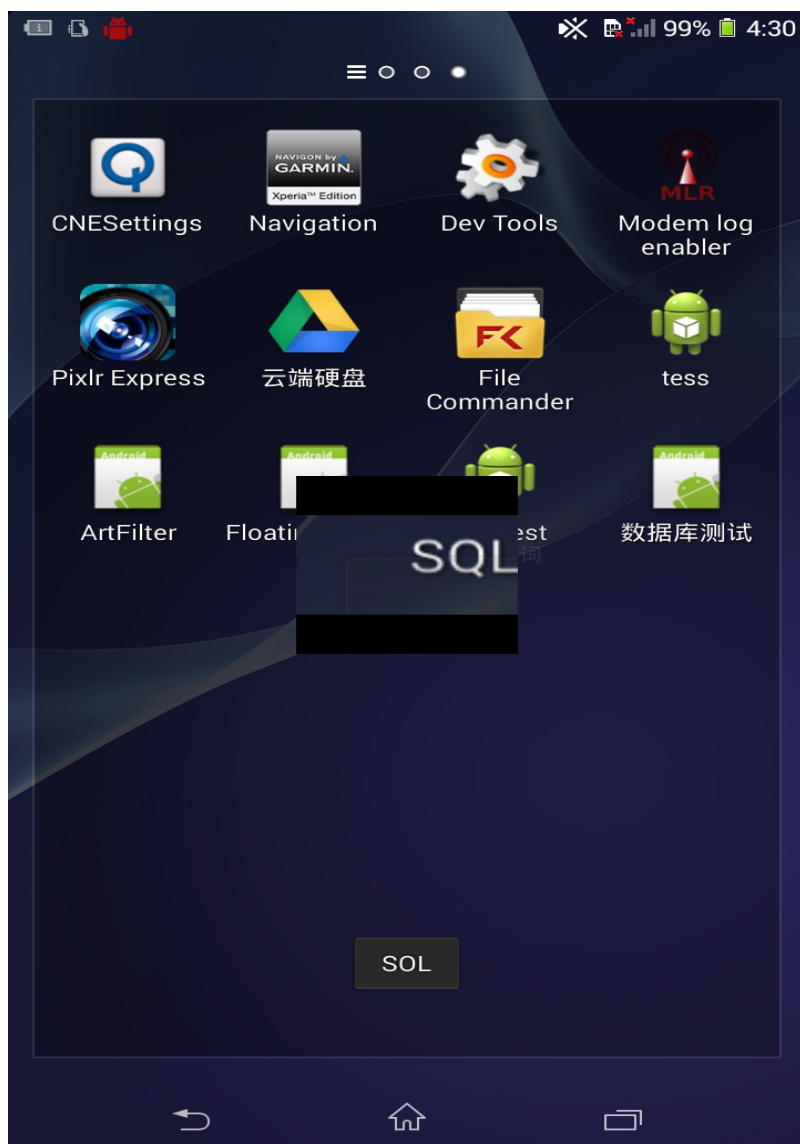 99% 4:30
NAVIGON by
GARMIN.
Xperia™ Edition
MLR
CNESettings Navigation Dev Tools Modem log
enabler
Pixlr Express 云端硬盘 File
Commander tess
Android Android Android
ArtFilter Floati est 数据库测试
SQL 词
SOL